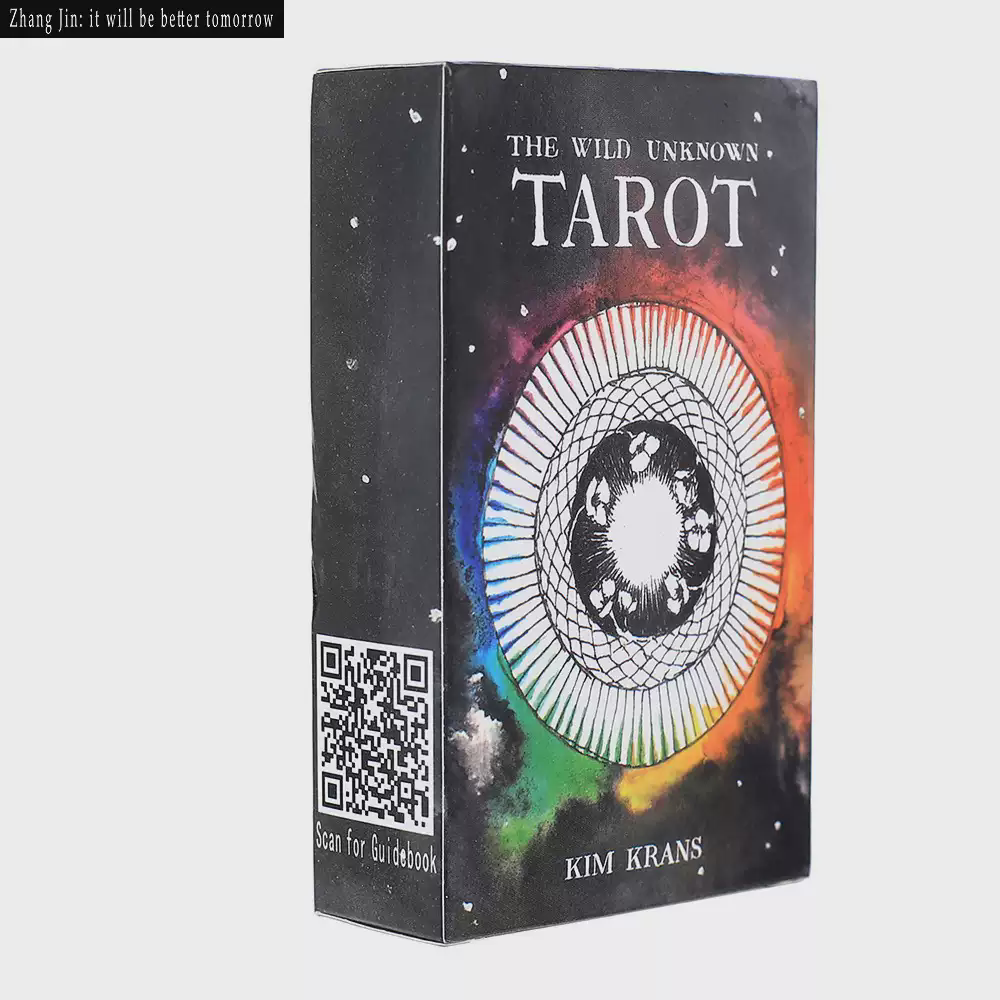 Zhang Jin: it will be better tomorrow
THE WILD UNKNOWN
TAROT
KIM KRANS
Scan for Guidebook